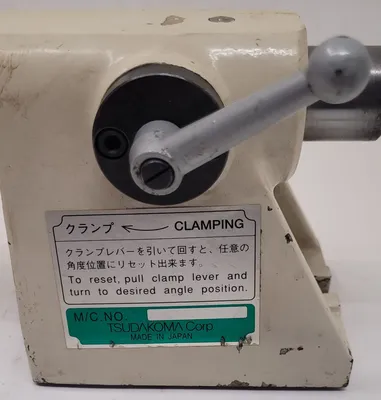 クランプ ← CLAMPING
クランプレバーを引いて回すと、任意の
角度位置にリセット出来ます。
To reset, pull clamp lever and
turn to desired angle position.
M/C.NO.
TSUDAKOMA Corp.
MADE IN JAPAN